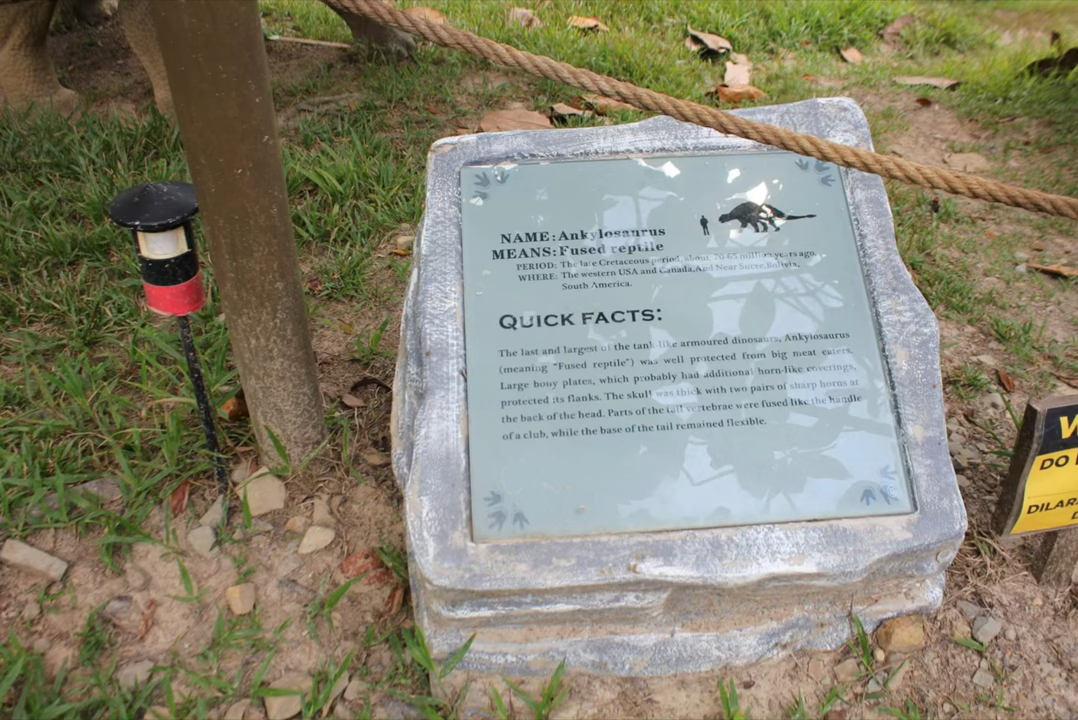 NAME: Ankylosaurus
MEANS: Fused reptile
PERIOD: The late Cretaceous period, about 70-65 million years ago.
WHERE: The western USA and Canada.And Near Sucre,Bolivia,
South America.
QUICK FACTS:
The last and largest of the tank-like armoured dinosaurs, Ankylosaurus
(meaning "Fused reptile") was well protected from big meat eaters.
Large bony plates, which probably had additional horn-like coverings,
protected its flanks. The skull was thick with two pairs of sharp horns at
the back of the head. Parts of the tail vertebrae were fused like the handle
of a club, while the base of the tail remained flexible.
DO
DILARA